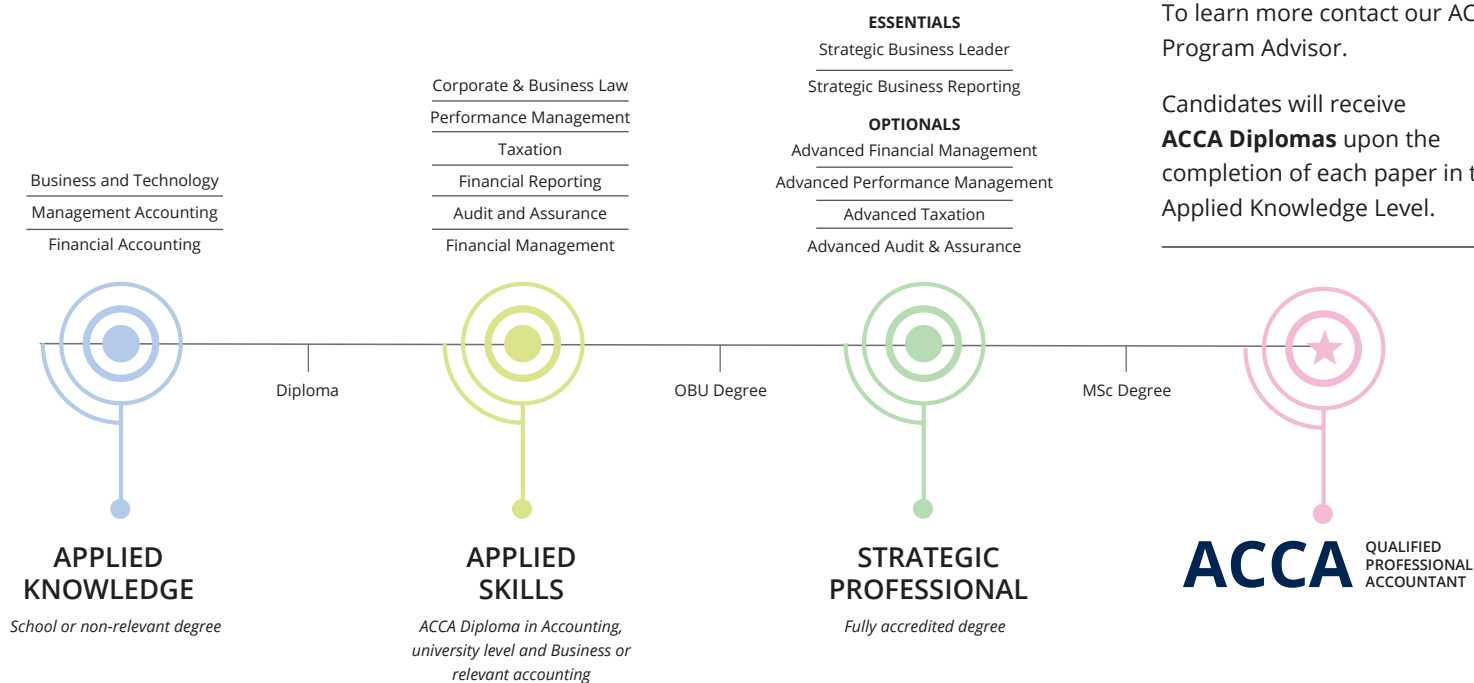 Business and Technology
Management Accounting
Financial Accounting
Corporate & Business Law
Performance Management
Taxation
Financial Reporting
Audit and Assurance
Financial Management
ESSENTIALS
Strategic Business Leader
Strategic Business Reporting
OPTIONALS
Advanced Financial Management
Advanced Performance Management
Advanced Taxation
Advanced Audit & Assurance
To learn more contact our
Program Advisor.
Candidates will receive
ACCA Diplomas upon the
completion of each paper in
Applied Knowledge Level.
Diploma
OBU Degree
MSc Degree
APPLIED
KNOWLEDGE
School or non-relevant degree
APPLIED
SKILLS
ACCA Diploma in Accounting,
university level and Business or
relevant accounting
STRATEGIC
PROFESSIONAL
Fully accredited degree
ACCA
QUALIFIED
PROFESSIONAL
ACCOUNTANT